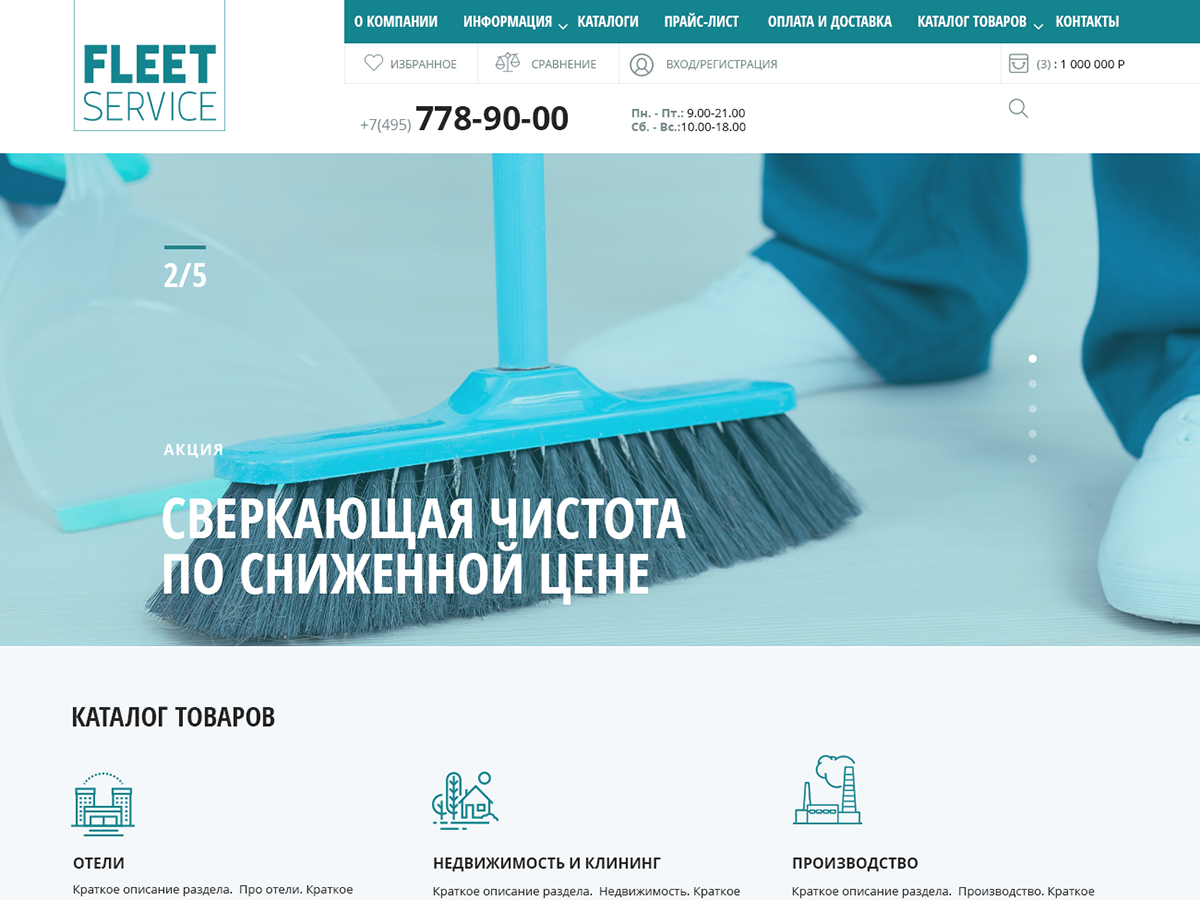 FLEET
SERVICE
О КОМПАНИИ ИНФОРМАЦИЯ КАТАЛОГИ ПРАЙС-ЛИСТ ОПЛАТА И ДОСТАВКА КАТАЛОГ ТОВАРОВ КОНТАКТЫ
ИЗБРАННОЕ СРАВНЕНИЕ ВХОД/РЕГИСТРАЦИЯ (3) : 1 000 000 Р
+7(495) 778-90-00
Пн. - Пт.: 9.00-21.00
Сб. - Вс.:10.00-18.00
2/5
АКЦИЯ
СВЕРКАЮЩАЯ ЧИСТОТА
ПО СНИЖЕННОЙ ЦЕНЕ
КАТАЛОГ ТОВАРОВ
ОТЕЛИ
Краткое описание раздела. Про отели. Краткое
НЕДВИЖИМОСТЬ И КЛИНИНГ
Краткое описание раздела. Недвижимость. Краткое
ПРОИЗВОДСТВО
Краткое описание раздела. Производство. Краткое